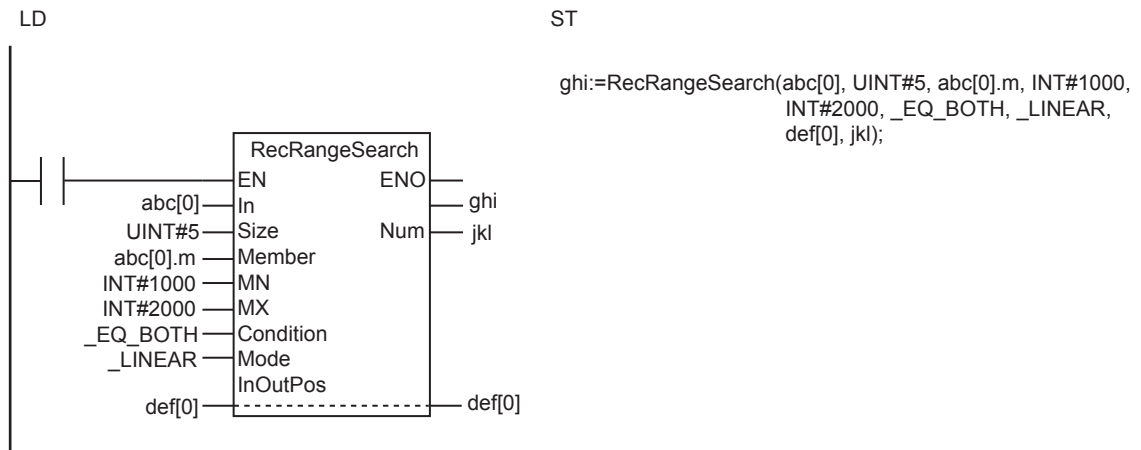 LD
ST
ghi:=RecRangeSearch(abc[0], UINT#5, abc[0].m, INT#1000,
INT#2000, _EQ_BOTH, _LINEAR,
def[0], jkl);
RecRangeSearch
EN ENO
abc[0] In ghi
UINT#5 Size Num jkl
abc[0].m Member
INT#1000 MN
INT#2000 MX
_EQ_BOTH Condition
_LINEAR Mode
InOutPos
def[0] def[0]